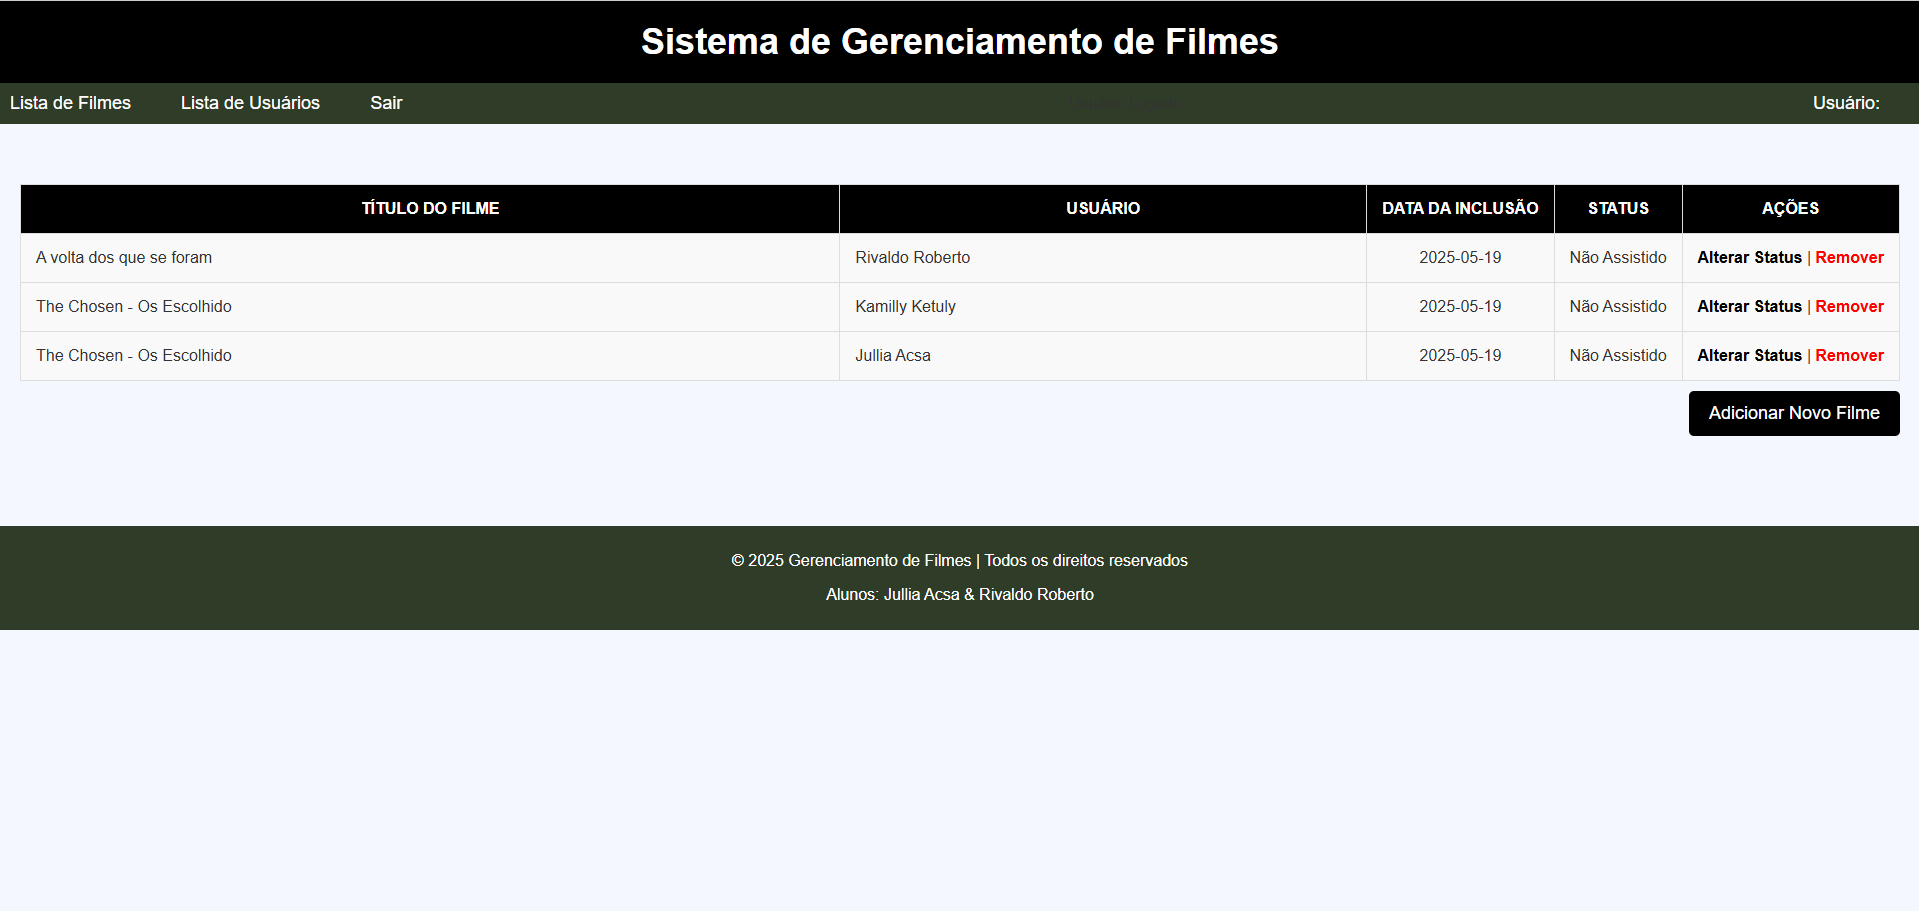 Sistema de Gerenciamento de Filmes
Lista de Filmes Lista de Usuários Sair Usuário:
TÍTULO DO FILME USUÁRIO DATA DA INCLUSÃO STATUS AÇÕES
A volta dos que se foram Rivaldo Roberto 2025-05-19 Não Assistido Alterar Status | Remover
The Chosen - Os Escolhido Kamilly Ketuly 2025-05-19 Não Assistido Alterar Status | Remover
The Chosen - Os Escolhido Jullia Acsa 2025-05-19 Não Assistido Alterar Status | Remover
Adicionar Novo Filme
© 2025 Gerenciamento de Filmes | Todos os direitos reservados
Alunos: Jullia Acsa & Rivaldo Roberto